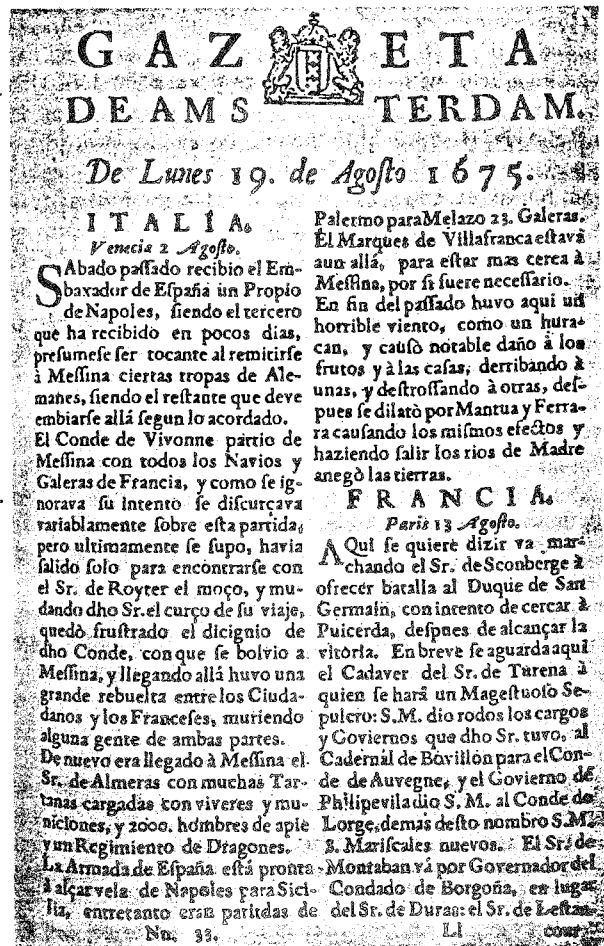 GAZETA
DE AMSTERDAM.
De Lunes 19. de Agosto 1675.
ITALIA.
Venecia 2 Agosto.
SAbado paſſado recibio el Em-
baxador de Eſpaña un Propio
de Napoles, ſiendo el tercero
que ha recibido en pocos dias,
preſumeſe ſer tocante al remitirſe
à Meſſina ciertas tropas de Ale-
manes, ſiendo el reſtante que deve
embiarſe allá ſegun lo acordado.
El Conde de Vivonne partio de
Meſſina con todos los Navios y
Galeras de Francia, y como ſe ig-
norava ſu intento ſe diſcurçava
variablamente ſobre eſta partida,
pero ultimamente ſe ſupo, havia
ſalido ſolo para encontrarſe con
el Sr. de Royter el moço, y mu-
dando dho Sr. el curço de ſu viaje,
quedò fruſtrado el dicignio de
dho Conde, con que ſe bolvio a
Meſſina, y llegando allá huvo una
grande rebuelta entre los Ciuda-
danos y los Franceſes, muriendo
alguna gente de ambas partes.
De nuevo era llegado à Meſſina el
Sr. de Almeras con muchas Tar-
tanas cargadas con viveres y mu-
niciones, y 2000. hombres de apie
y un Regimiento de Dragones.
La Armada de Eſpaña eſtá pronta
à alçar vela de Napoles para Sici-
lia, entretanto eran partidas de
Nn. 33.
Palermo para Melazo 23. Galeras.
El Marques de Villafranca eſtavà
aun allá, para eſtar mas cerca à
Meſſina, por ſi fuere neceſſario.
En fin del paſſado huvo aqui un
horrible viento, como un hura-
can, y cauſò notable daño à los
frutos y à las caſas, derribando à
unas, y deſtroſſando à otras, deſ-
pues ſe dilatò por Mantua y Ferra-
ra cauſando los miſmos efectos y
haziendo ſalir los rios de Madre
anegò las tierras.
FRANCIA.
Paris 13 Agosto.
AQui ſe quiere dizir va mar-
chando el Sr. de Sconberge à
ofrecer batalla al Duque de San
Germain, con intento de cercar à
Puicerda, deſpues de alcançar la
vitòria. En breve ſe aguarda aqui
el Cadaver del Sr. de Turena à
quien ſe hará un Mageſtuoſo Se-
pulcro: S.M. dio rodos los cargos
y Goviernos que dho Sr. tuvo, al
Cadernàl de Bovillòn para el Con-
de de Auvegne, y el Govierno de
Philipevila dio S. M. al Conde de
Lorge, demas deſto nombro S.M.
8. Mariſcales nuevos. El Sr. de
Montaban vá por Governador del
Condado de Borgoña, en lugar
del Sr. de Duras: el Sr. de Leſtan-
Ll cour